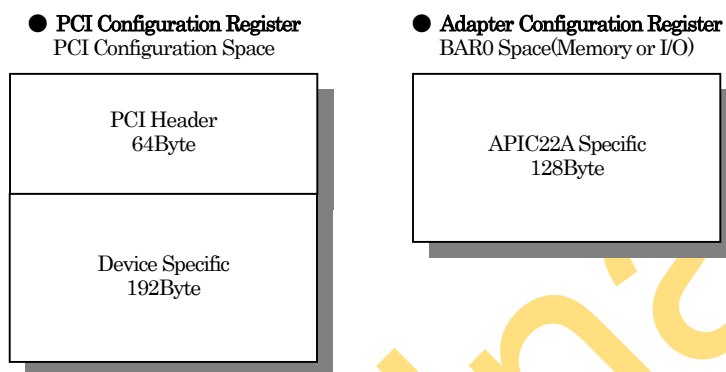 ● PCI Configuration Register
PCI Configuration Space
PCI Header
64Byte
Device Specific
192Byte
● Adapter Configuration Register
BAR0 Space(Memory or I/O)
APIC22A Specific
128Byte